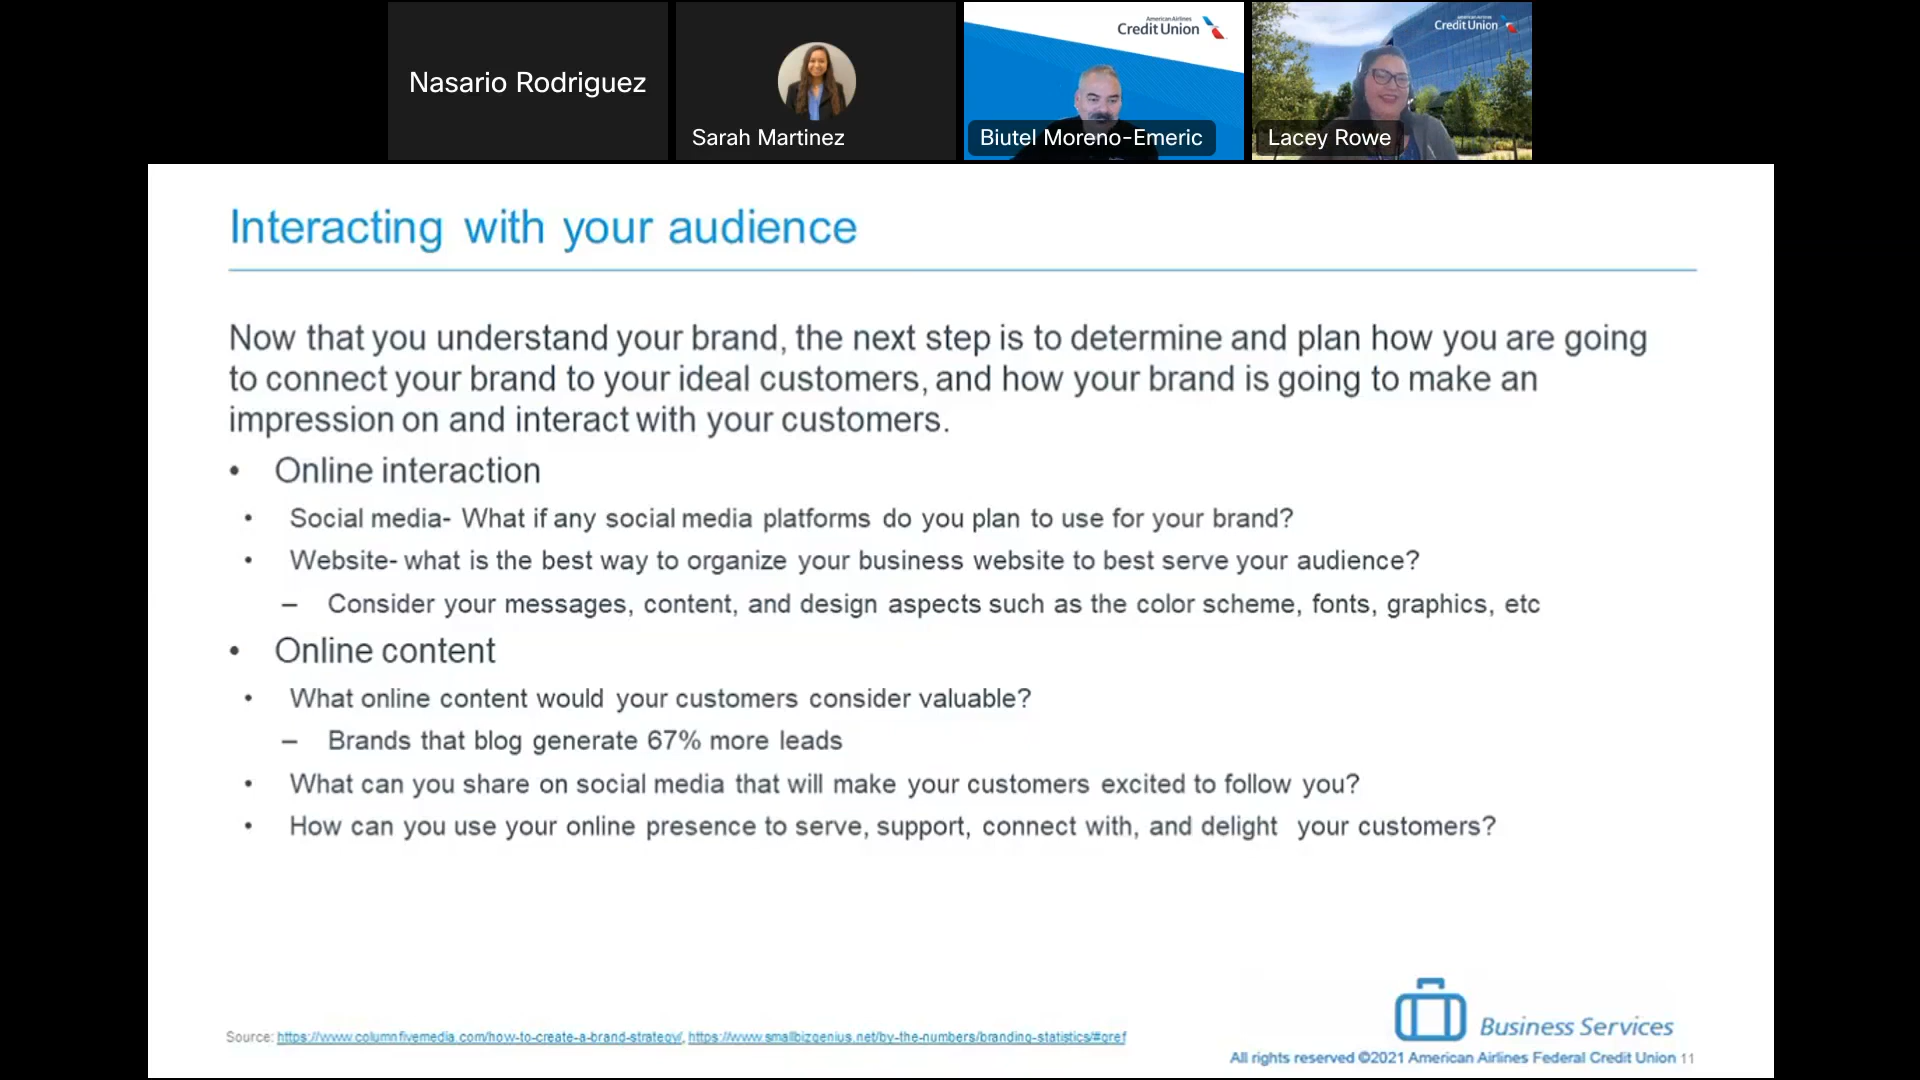 Nasario Rodriguez
Sarah Martinez
American Airlines
Credit Union
Biutel Moreno-Emeric
Credit Union
Lacey Rowe
Interacting with your audience
Now that you understand your brand, the next step is to determine and plan how you are going
to connect your brand to your ideal customers, and how your brand is going to make an
impression on and interact with your customers.
• Online interaction
• Social media- What if any social media platforms do you plan to use for your brand?
• Website- what is the best way to organize your business website to best serve your audience?
– Consider your messages, content, and design aspects such as the color scheme, fonts, graphics, etc
• Online content
• What online content would your customers consider valuable?
– Brands that blog generate 67% more leads
• What can you share on social media that will make your customers excited to follow you?
• How can you use your online presence to serve, support, connect with, and delight your customers?
Business Services
Source: https://www.columnfivemedia.com/how-to-create-a-brand-strategy/, https://www.smallbizgenius.net/by-the-numbers/branding-statistics/#gref
All rights reserved ©2021 American Airlines Federal Credit Union 11